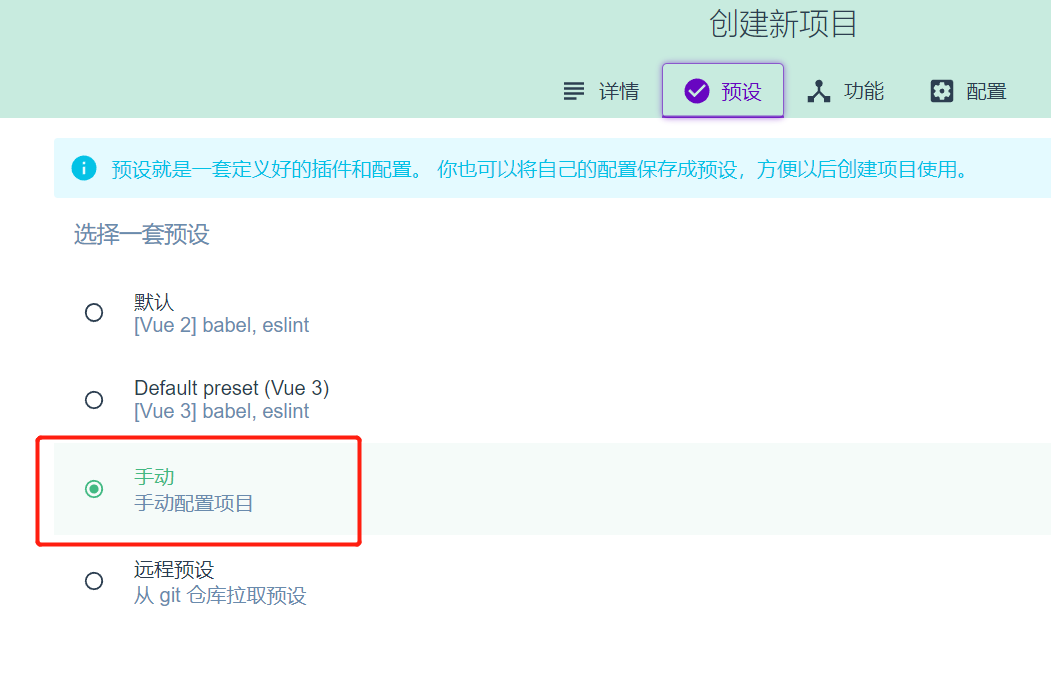 创建新项目
详情 预设 功能 配置
预设就是一套定义好的插件和配置。 你也可以将自己的配置保存成预设，方便以后创建项目使用。
选择一套预设
默认
[Vue 2] babel, eslint
Default preset (Vue 3)
[Vue 3] babel, eslint
手动
手动配置项目
远程预设
从 git 仓库拉取预设